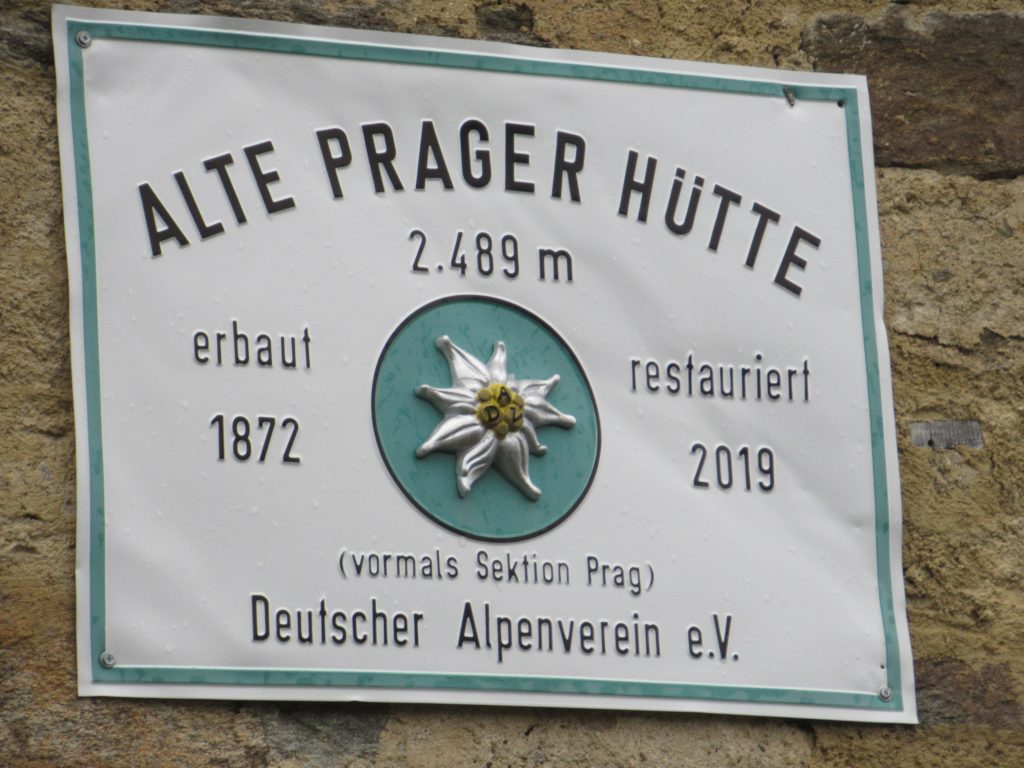 ALTE PRAGER HÜTTE
2.489 m
erbaut
1872
restauriert
2019
A
D V
(vormals Sektion Prag)
Deutscher Alpenverein e.V.